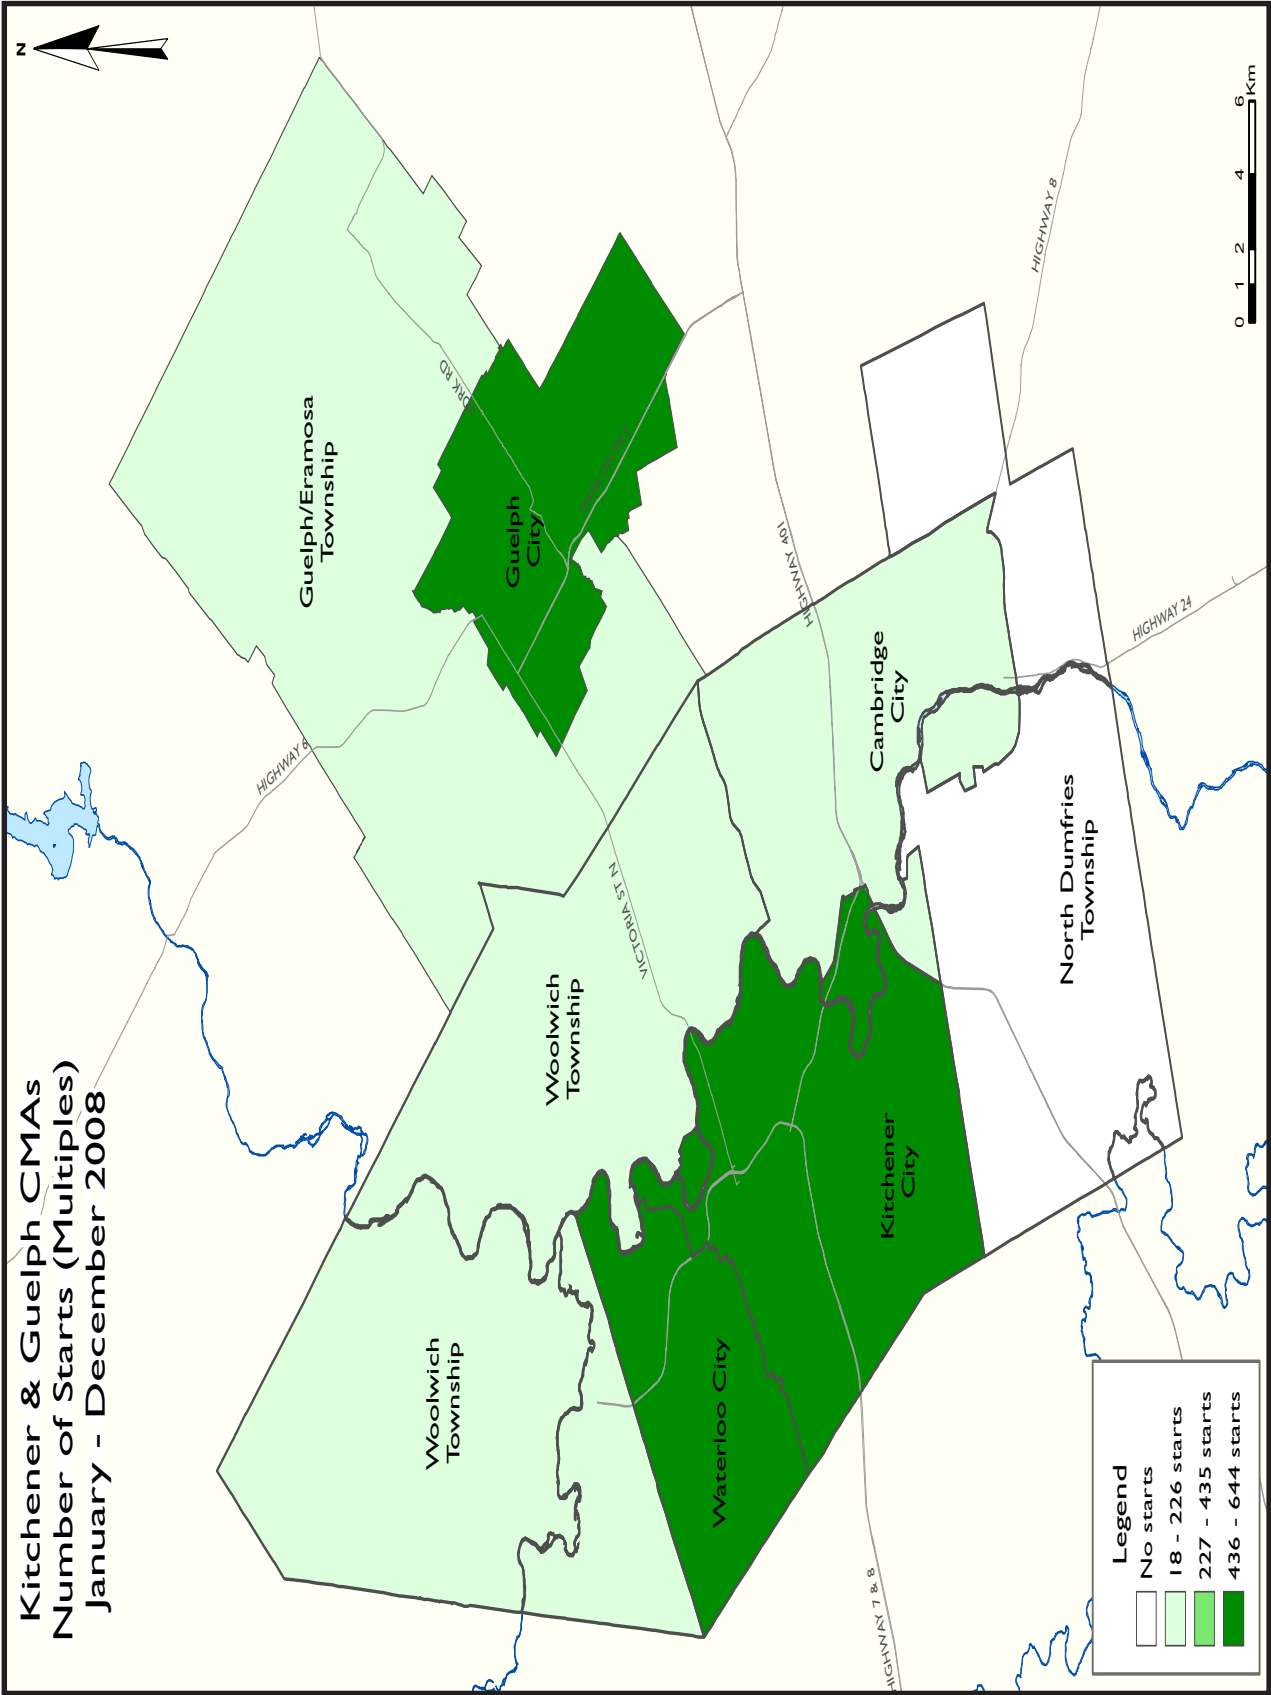 Kitchener & Guelph CMAs
Number of Starts (Multiples)
January - December 2008
N
Guelph/Eramosa
Township
YORK RD
Guelph
City
HIGHWAY 6
HIGHWAY 401
HIGHWAY 8
VICTORIA ST N
Woolwich
Township
Cambridge
City
HIGHWAY 24
Woolwich
Township
North Dumfries
Township
Kitchener
City
Waterloo City
HIGHWAY 7 & 8
Legend
No starts
18 - 226 starts
227 - 435 starts
436 - 644 starts
0 1 2 4 6
Km